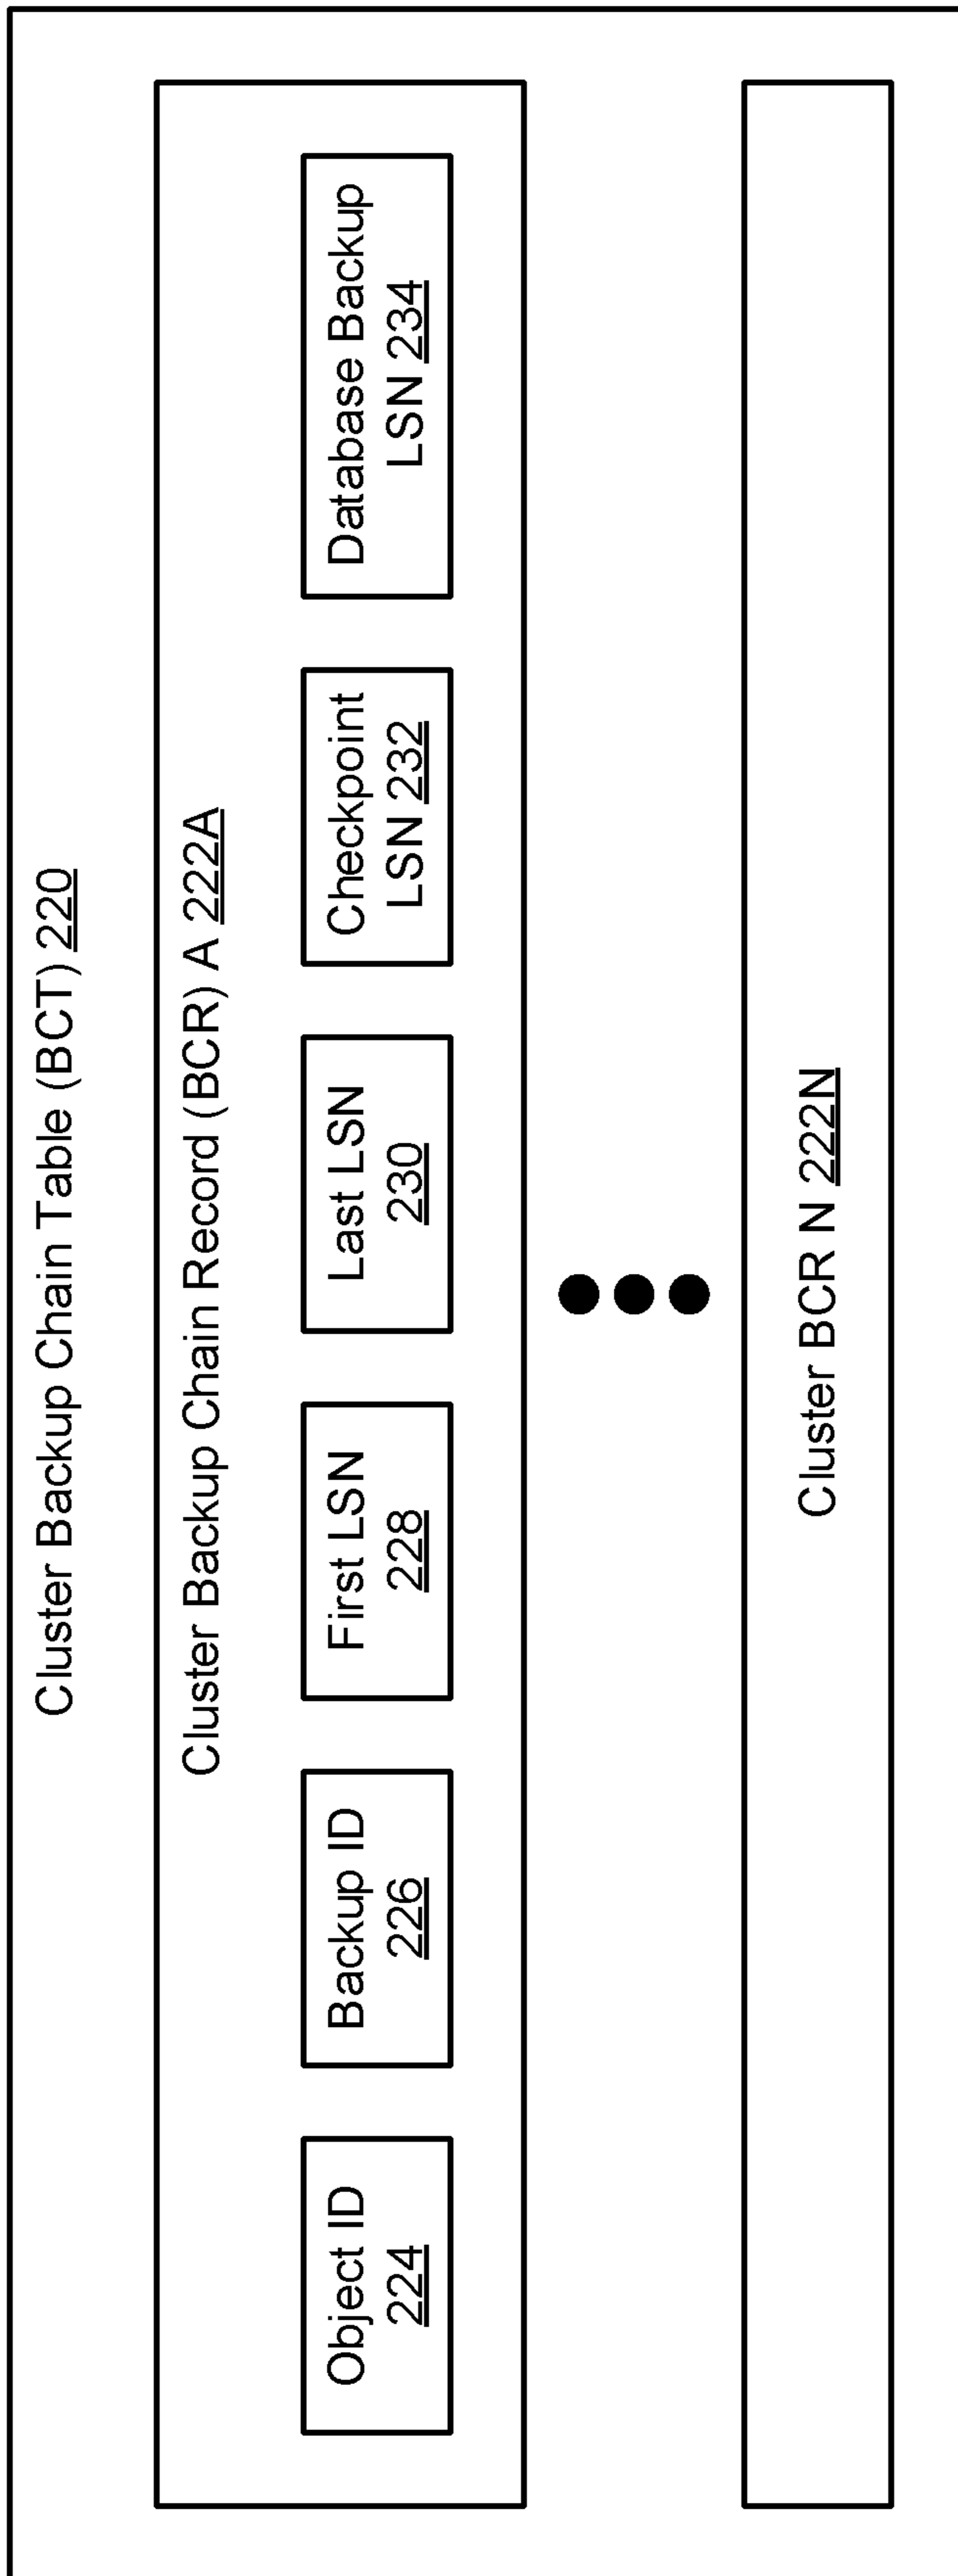 Cluster Backup Chain Table (BCT) 220
Cluster Backup Chain Record (BCR) A 222A
Object ID
224
Backup ID
226
First LSN
228
Last LSN
230
Checkpoint
LSN 232
Database Backup
LSN 234
Cluster BCR N 222N